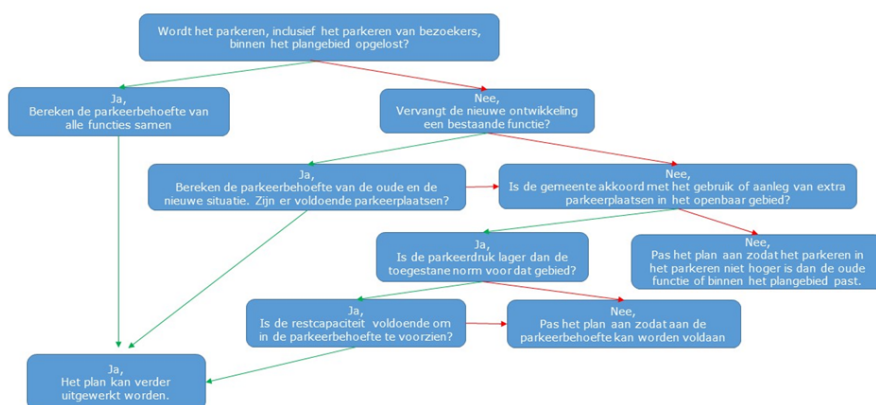 Wordt het parkeren, inclusief het parkeren van bezoekers,
binnen het plangebied opgelost?
Ja,
Bereken de parkeerbehoefte van
alle functies samen
Nee,
Vervangt de nieuwe ontwikkeling
een bestaande functie?
Ja,
Bereken de parkeerbehoefte van de oude en de
nieuwe situatie. Zijn er voldoende parkeerplaatsen?
Nee,
Is de gemeente akkoord met het gebruik of aanleg van extra
parkeerplaatsen in het openbaar gebied?
Ja,
Is de parkeerdruk lager dan de
toegestane norm voor dat gebied?
Nee,
Pas het plan aan zodat het parkeren in
het parkeren niet hoger is dan de oude
functie of binnen het plangebied past.
Ja,
Is de restcapaciteit voldoende om
in de parkeerbehoefte te voorzien?
Nee,
Pas het plan aan zodat aan de
parkeerbehoefte kan worden voldaan
Ja,
Het plan kan verder
uitgewerkt worden.